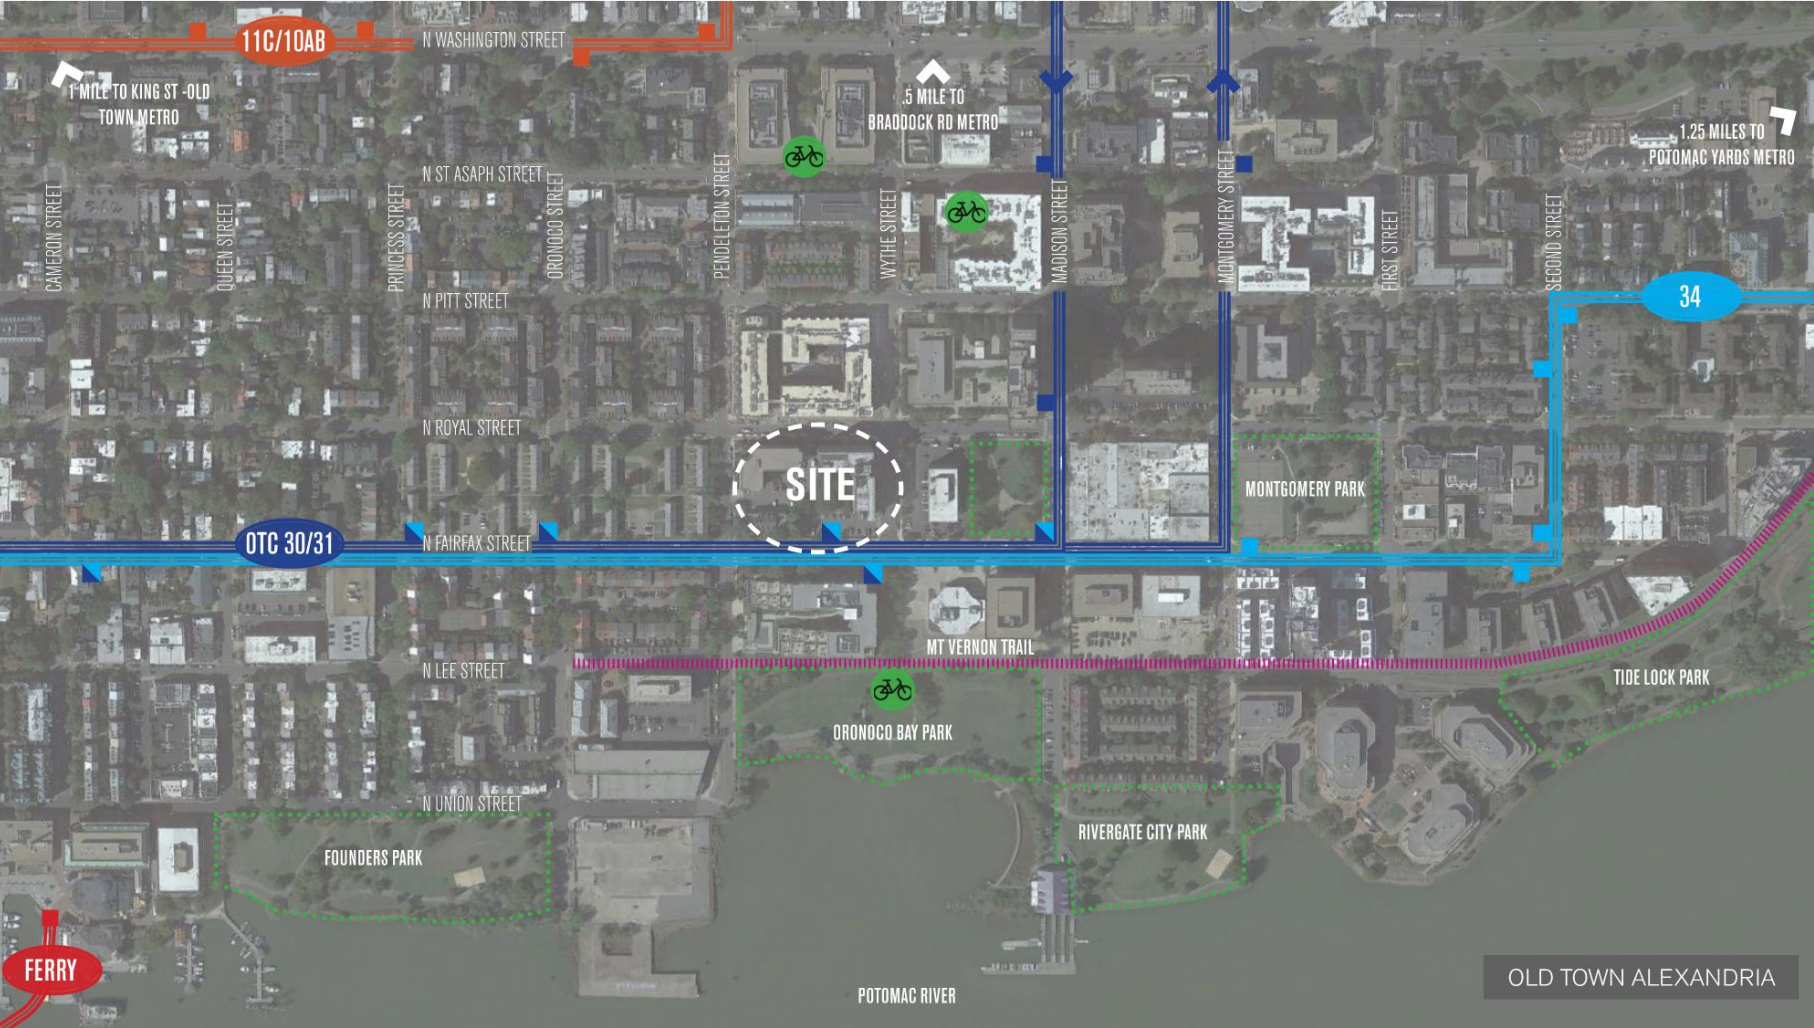 11C/10AB
N WASHINGTON STREET
1 MILE TO KING ST -OLD
TOWN METRO
.5 MILE TO
BRADDOCK RD METRO
1.25 MILES TO
POTOMAC YARDS METRO
N ST ASAPH STREET
CAMERON STREET
QUEEN STREET
PRINCESS STREET
ORONOCO STREET
PENDELETON STREET
WYTHE STREET
MADISON STREET
MONTGOMERY STREET
FIRST STREET
SECOND STREET
N PITT STREET
34
N ROYAL STREET
SITE
MONTGOMERY PARK
OTC 30/31
N FAIRFAX STREET
MT VERNON TRAIL
N LEE STREET
TIDE LOCK PARK
ORONOCO BAY PARK
N UNION STREET
RIVERGATE CITY PARK
FOUNDERS PARK
FERRY
OLD TOWN ALEXANDRIA
POTOMAC RIVER